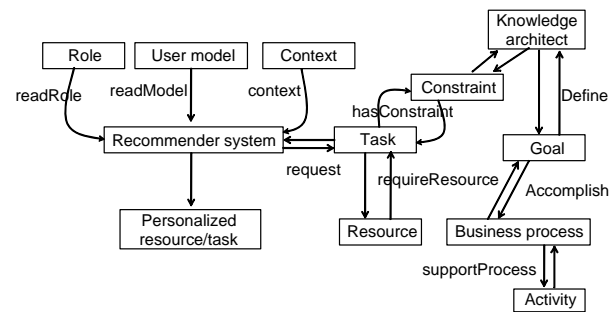 Knowledge
architect
Role
User model
Context
Constraint
readRole
readModel
context
Define
hasConstraint
Recommender system
Task
Goal
request
requireResource
Accomplish
Personalized
resource/task
Resource
Business process
supportProcess
Activity